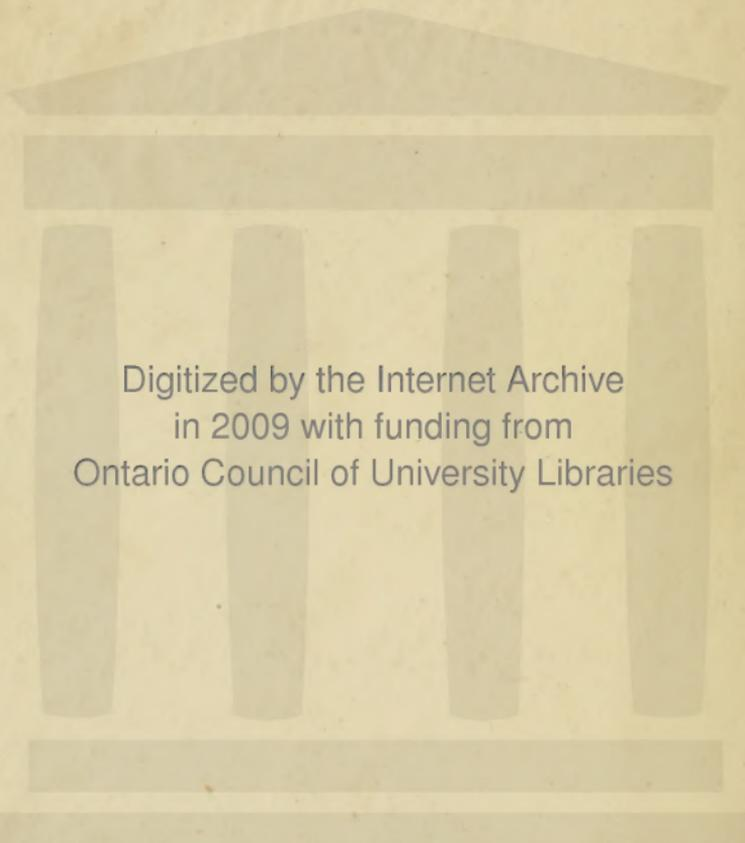 Digitized by the Internet Archive
in 2009 with funding from
Ontario Council of University Libraries